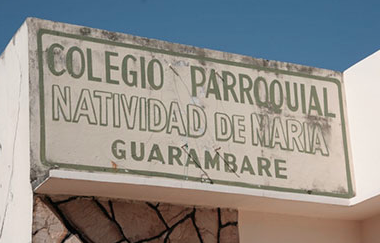 COLEGIO PARROQUIAL
NATIVIDAD DE MARIA
GUARAMBARE